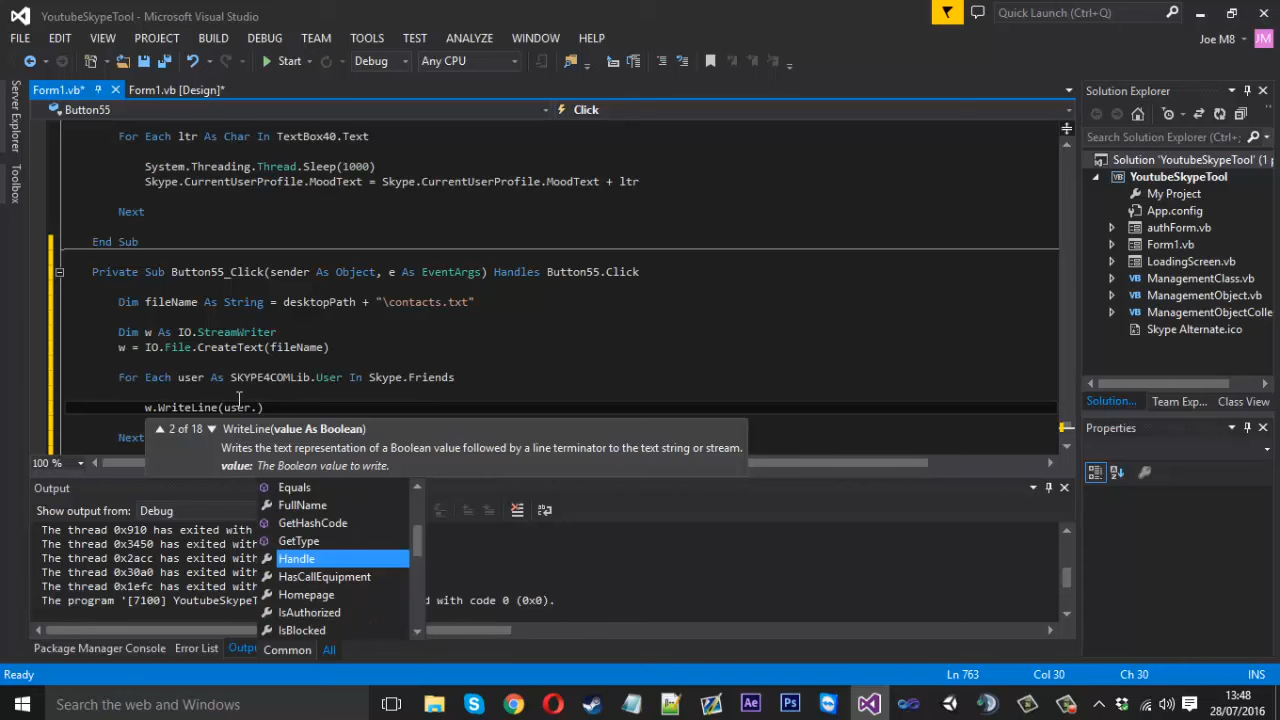 YoutubeSkypeTool - Microsoft Visual Studio
Quick Launch (Ctrl+Q)
FILE EDIT VIEW PROJECT BUILD DEBUG TEAM TOOLS TEST ANALYZE WINDOW HELP
Joe M8 JM
Start Debug Any CPU
Server Explorer
Toolbox
Form1.vb* Form1.vb [Design]*
Button55 Click
For Each ltr As Char In TextBox40.Text
System.Threading.Thread.Sleep(1000)
Skype.CurrentUserProfile.MoodText = Skype.CurrentUserProfile.MoodText + ltr
Next
End Sub
Private Sub Button55_Click(sender As Object, e As EventArgs) Handles Button55.Click
Dim fileName As String = desktopPath + "\contacts.txt"
Dim w As IO.StreamWriter
w = IO.File.CreateText(fileName)
For Each user As SKYPE4COMLib.User In Skype.Friends
w.WriteLine(user.)
Next
2 of 18 WriteLine(value As Boolean)
Writes the text representation of a Boolean value followed by a line terminator to the text string or stream.
value: The Boolean value to write.
100 %
Equals
FullName
GetHashCode
GetType
Handle
HasCallEquipment
Homepage
IsAuthorized
IsBlocked
Common All
Output
Show output from: Debug
The thread 0x910 has exited with
The thread 0x3450 has exited with
The thread 0x2acc has exited with
The thread 0x30a0 has exited with
The thread 0x1efc has exited with
The program '[7100] YoutubeSkypeT
d with code 0 (0x0).
Package Manager Console Error List Outpu
Solution Explorer
Search Solution Explorer (Ctrl+;
Solution 'YoutubeSkypeTool' (1 p
YoutubeSkypeTool
My Project
App.config
authForm.vb
Form1.vb
LoadingScreen.vb
ManagementClass.vb
ManagementObject.vb
ManagementObjectColle
Skype Alternate.ico
Solution... Team Exp... Class View
Properties
Ready Ln 763 Col 30 Ch 30 INS
Search the web and Windows
Ae Ps
13:48
28/07/2016